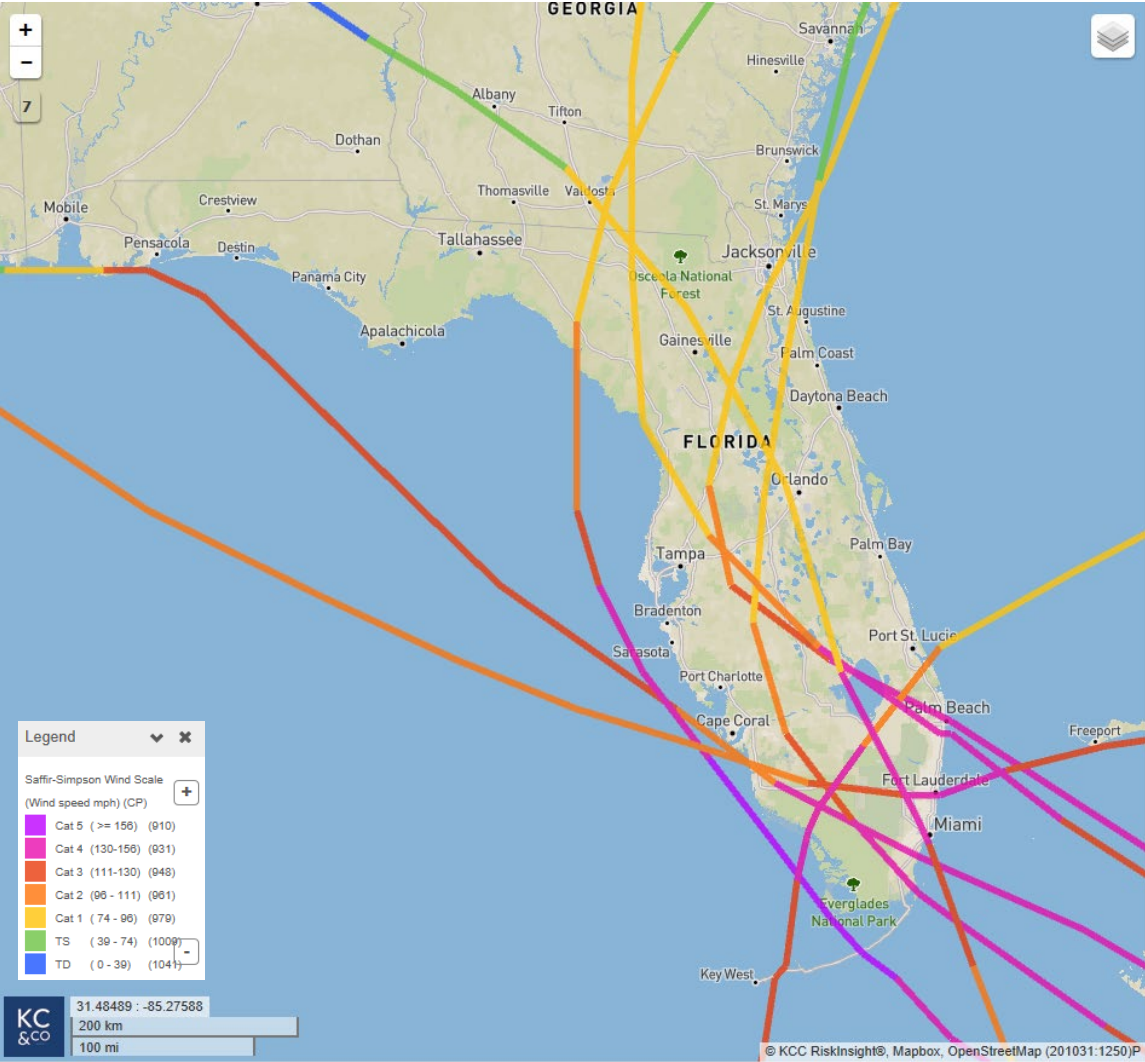 GEORGIA
+
−
7
Savannah
Hinesville
Albany
Tifton
Dothan
Brunswick
Thomasville
Valdosta
Crestview
Mobile
St. Marys
Pensacola
Destin
Tallahassee
Jacksonville
Panama City
Osceola National
Forest
St. Augustine
Apalachicola
Gainesville
Palm Coast
Daytona Beach
FLORIDA
Orlando
Tampa
Palm Bay
Bradenton
Sarasota
Port St. Lucie
Port Charlotte
Cape Coral
Palm Beach
Freeport
Fort Lauderdale
Miami
Everglades
National Park
Key West
Legend
Saffir-Simpson Wind Scale
(Wind speed mph) (CP)
+
Cat 5 ( >= 156) (910)
Cat 4 (130-156) (931)
Cat 3 (111-130) (948)
Cat 2 (96 - 111) (961)
Cat 1 ( 74 - 96) (979)
TS ( 39 - 74) (1009)
TD ( 0 - 39) (1041)
-
KC
&CO
31.48489 : -85.27588
200 km
100 mi
© KCC RiskInsight®, Mapbox, OpenStreetMap (201031:1250)P